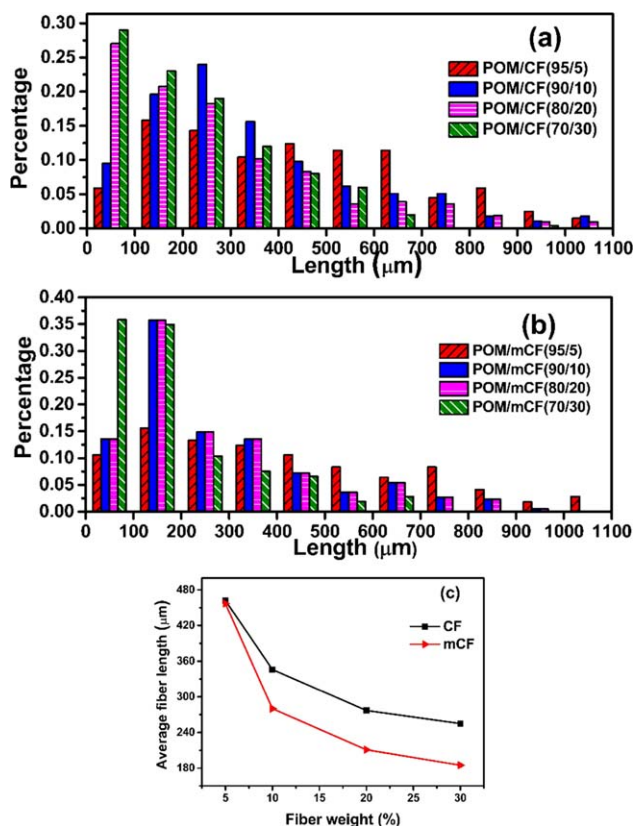 (a)
POM/CF(95/5)
POM/CF(90/10)
POM/CF(80/20)
POM/CF(70/30)
Percentage
0.30
0.25
0.20
0.15
0.10
0.05
0.00
0 100 200 300 400 500 600 700 800 900 1000 1100
Length (μm)
(b)
POM/mCF(95/5)
POM/mCF(90/10)
POM/mCF(80/20)
POM/mCF(70/30)
Percentage
0.40
0.35
0.30
0.25
0.20
0.15
0.10
0.05
0.00
0 100 200 300 400 500 600 700 800 900 1000 1100
Length (μm)
(c)
CF
mCF
Average fiber length (μm)
480
420
360
300
240
180
5 10 15 20 25 30
Fiber weight (%)